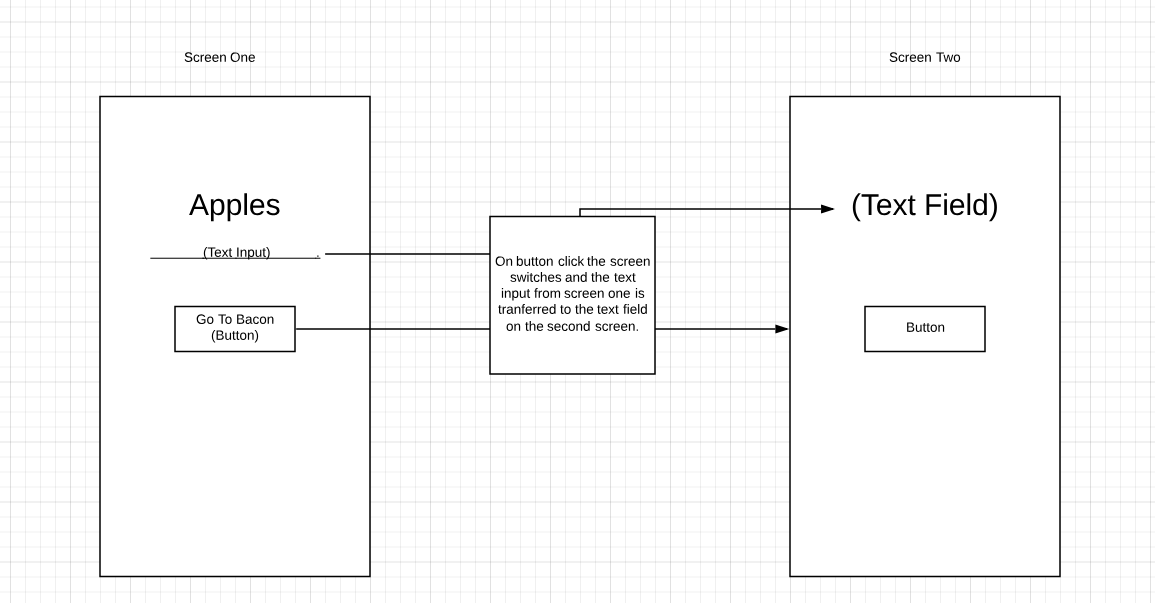 Screen One
Screen Two
Apples
(Text Input) .
Go To Bacon
(Button)
On button click the screen
switches and the text
input from screen one is
tranferred to the text field
on the second screen.
(Text Field)
Button